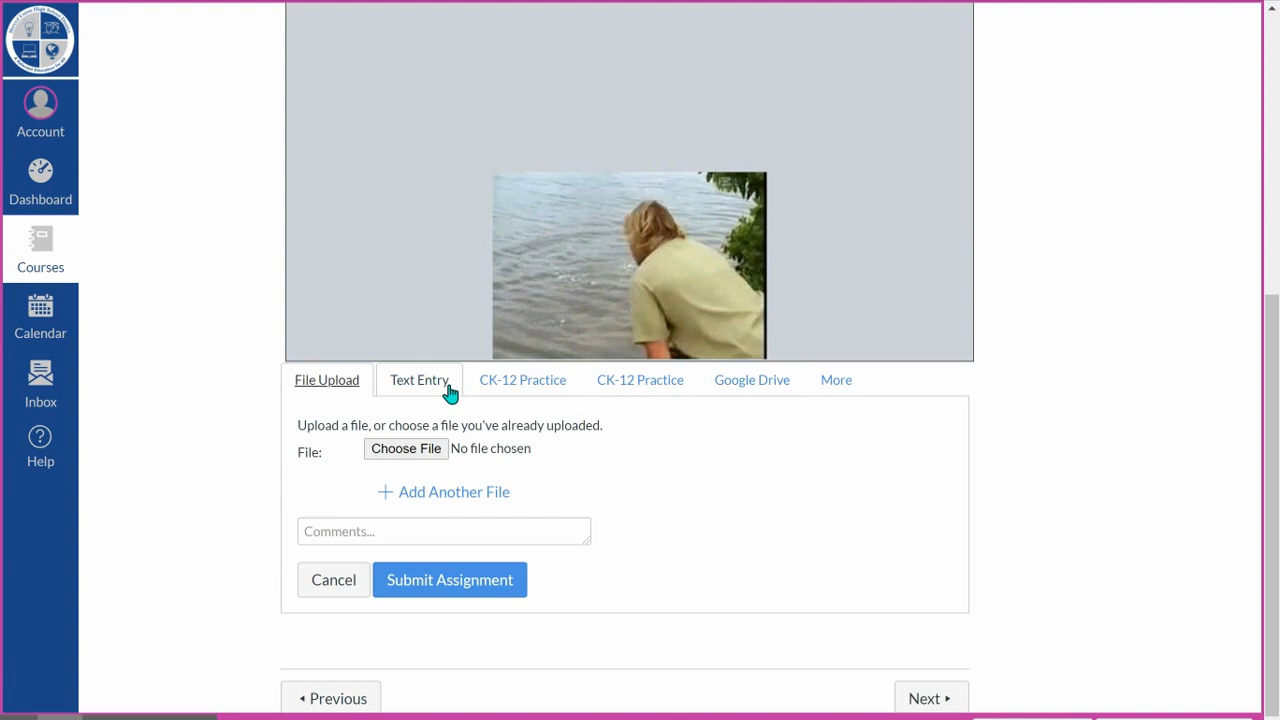 Account
Dashboard
Courses
Calendar
Inbox
Help
File Upload Text Entry CK-12 Practice CK-12 Practice Google Drive More
Upload a file, or choose a file you've already uploaded.
File: Choose File No file chosen
Add Another File
Comments...
Cancel Submit Assignment
Previous Next